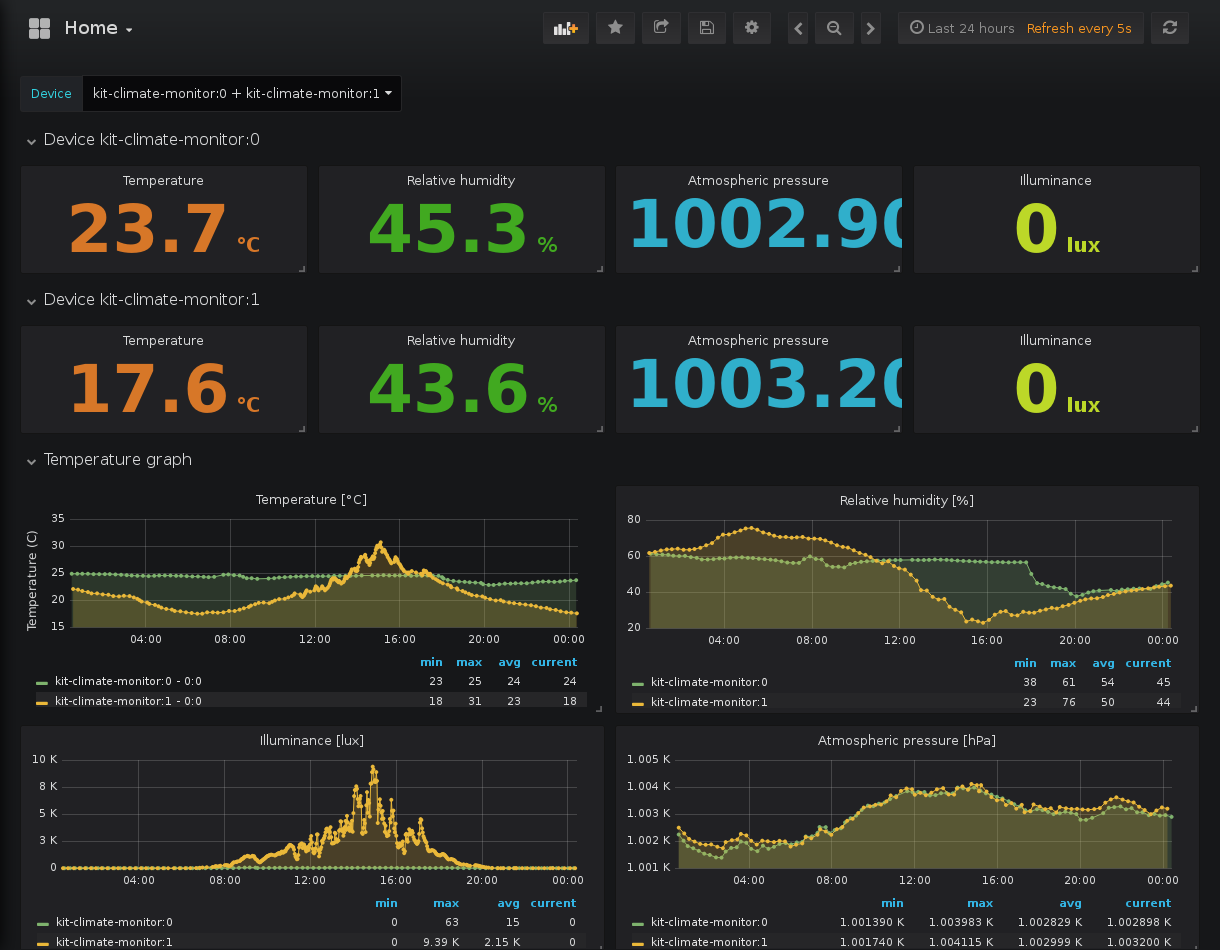 Home
Last 24 hours Refresh every 5s
Device kit-climate-monitor:0 + kit-climate-monitor:1
Device kit-climate-monitor:0
Temperature Relative humidity Atmospheric pressure Illuminance
23.7 °C 45.3 % 1002.90 0 lux
Device kit-climate-monitor:1
Temperature Relative humidity Atmospheric pressure Illuminance
17.6 °C 43.6 % 1003.20 0 lux
Temperature graph
Temperature [°C]
Temperature (C)
35
30
25
20
15
04:00 08:00 12:00 16:00 20:00 00:00
min max avg current
kit-climate-monitor:0 - 0:0 23 25 24 24
kit-climate-monitor:1 - 0:0 18 31 23 18
Relative humidity [%]
80
60
40
20
04:00 08:00 12:00 16:00 20:00 00:00
min max avg current
kit-climate-monitor:0 38 61 54 45
kit-climate-monitor:1 23 76 50 44
Illuminance [lux]
10 K
8 K
5 K
3 K
0
04:00 08:00 12:00 16:00 20:00 00:00
min max avg current
kit-climate-monitor:0 0 63 15 0
kit-climate-monitor:1 0 9.39 K 2.15 K 0
Atmospheric pressure [hPa]
1.005 K
1.004 K
1.003 K
1.002 K
1.001 K
04:00 08:00 12:00 16:00 20:00 00:00
min max avg current
kit-climate-monitor:0 1.001390 K 1.003983 K 1.002829 K 1.002898 K
kit-climate-monitor:1 1.001740 K 1.004115 K 1.002999 K 1.003200 K